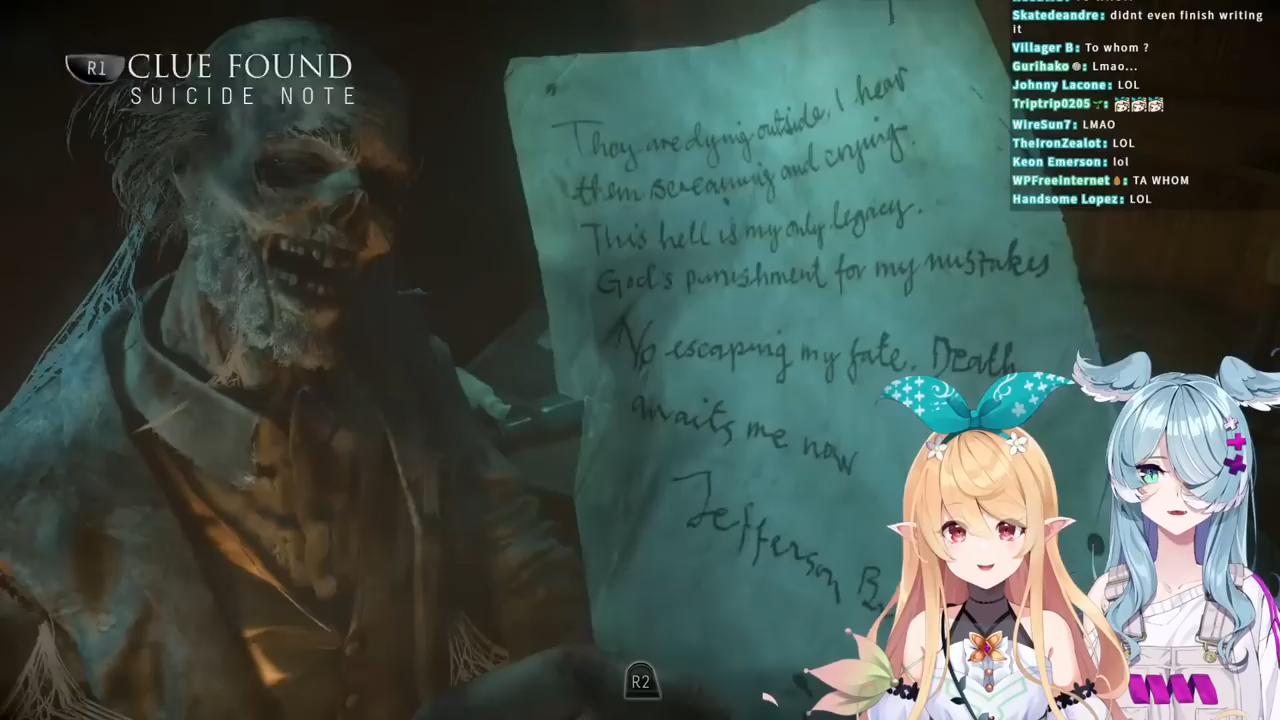 R1
CLUE FOUND
SUICIDE NOTE
They are dying outside, I hear
them screaming and crying.
This hell is my only legacy.
God's punishment for my mistakes
No escaping my fate. Death
waits me now
Jefferson B.
R2
Skatedeandre: didnt even finish writing
it
Villager B: To whom ?
Gurihako: Lmao...
Johnny Lacone: LOL
Triptrip0205:
WireSun7: LMAO
TheIronZealot: LOL
Keon Emerson: lol
WPFreeinternet: TA WHOM
Handsome Lopez: LOL